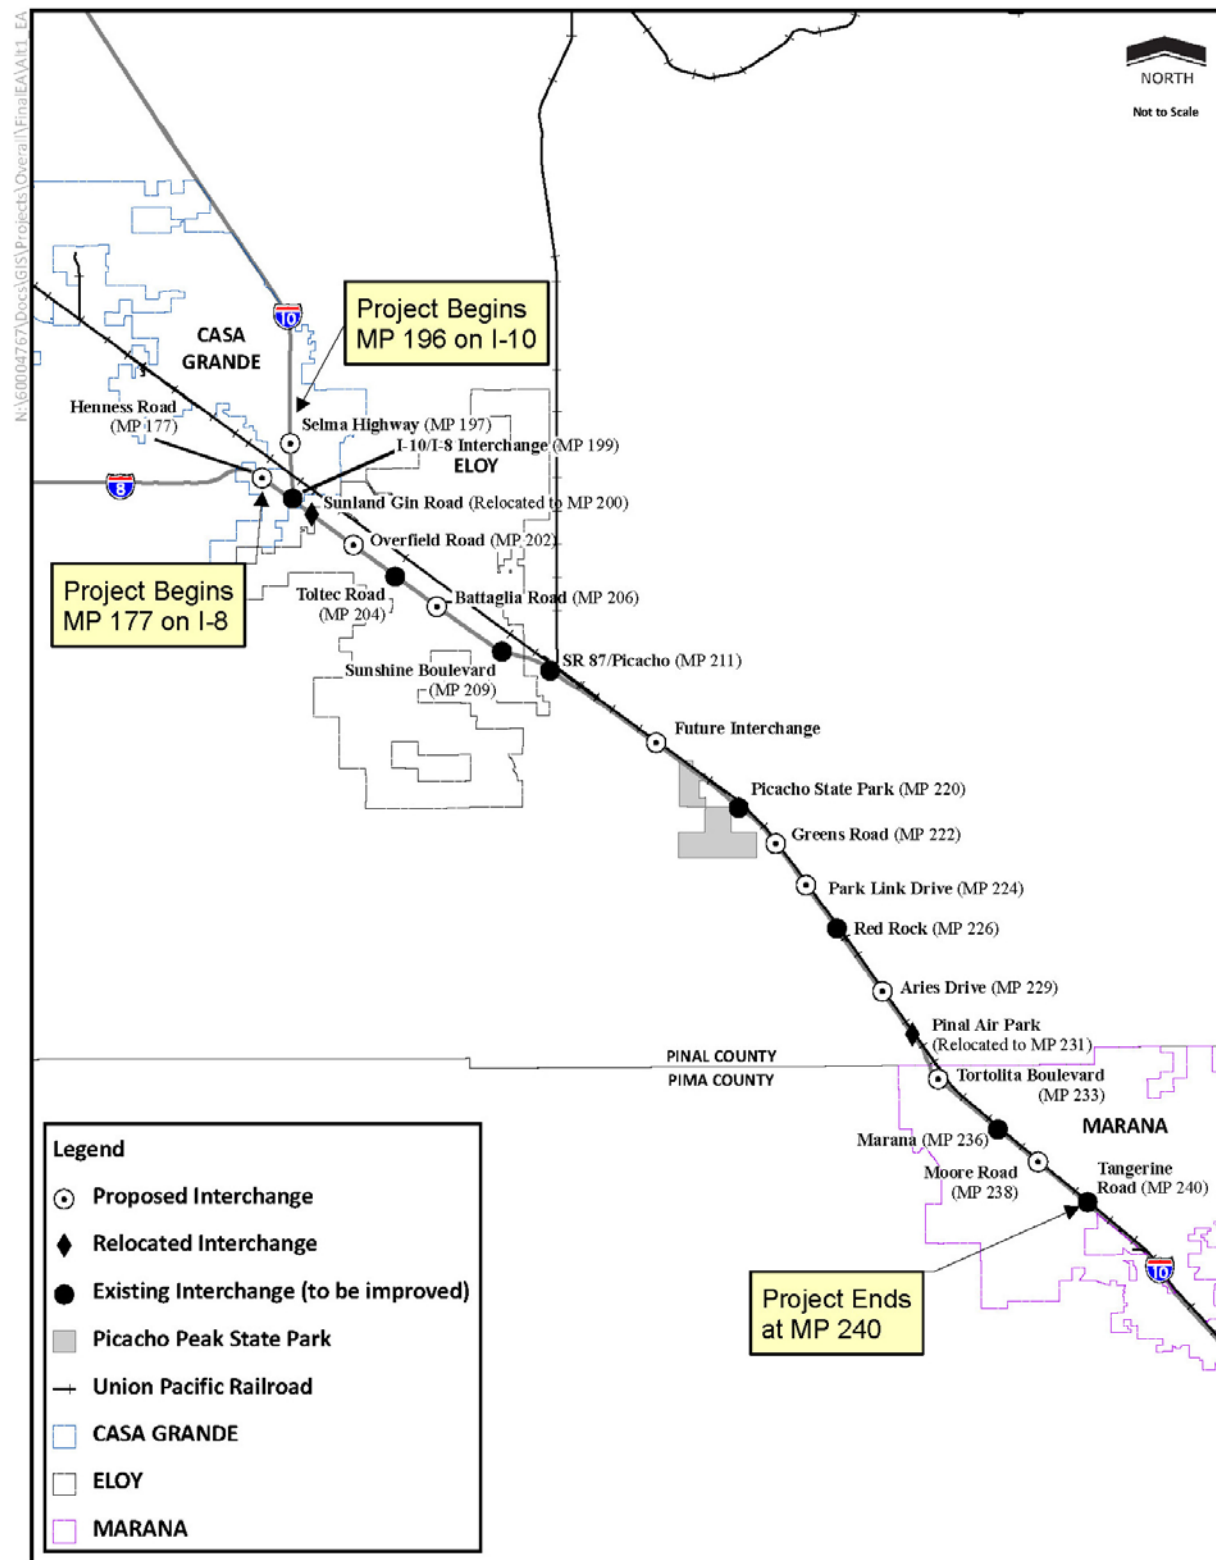 N:\60004767\Docs\GIS\Projects\Overall\FinalEA\Alt1_EA
NORTH
Not to Scale
10
Project Begins
MP 196 on I-10
CASA
GRANDE
Henness Road
(MP 177)
Selma Highway (MP 197)
I-10/I-8 Interchange (MP 199)
ELOY
8
Sunland Gin Road (Relocated to MP 200)
Overfield Road (MP 202)
Project Begins
MP 177 on I-8
Toltec Road
(MP 204)
Battaglia Road (MP 206)
Sunshine Boulevard
(MP 209)
SR 87/Picacho (MP 211)
Future Interchange
Picacho State Park (MP 220)
Greens Road (MP 222)
Park Link Drive (MP 224)
Red Rock (MP 226)
Aries Drive (MP 229)
Pinal Air Park
(Relocated to MP 231)
PINAL COUNTY
PIMA COUNTY
Tortolita Boulevard
(MP 233)
MARANA
Marana (MP 236)
Moore Road
(MP 238)
Tangerine
Road (MP 240)
10
Project Ends
at MP 240
Legend
Proposed Interchange
Relocated Interchange
Existing Interchange (to be improved)
Picacho Peak State Park
Union Pacific Railroad
CASA GRANDE
ELOY
MARANA